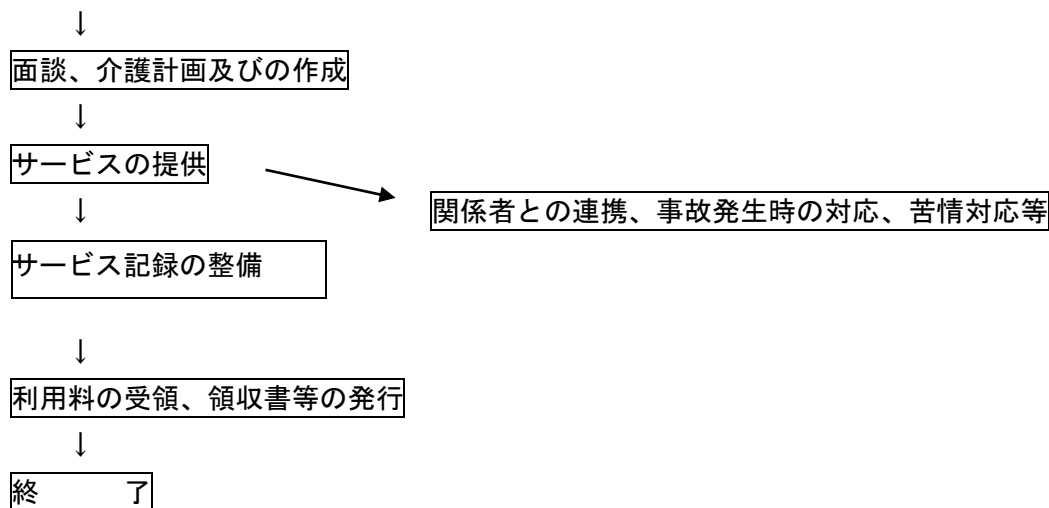 ↓
面談、介護計画及びの作成
↓
サービスの提供
↓
関係者との連携、事故発生時の対応、苦情対応等
サービス記録の整備
↓
利用料の受領、領収書等の発行
↓
終　　　了